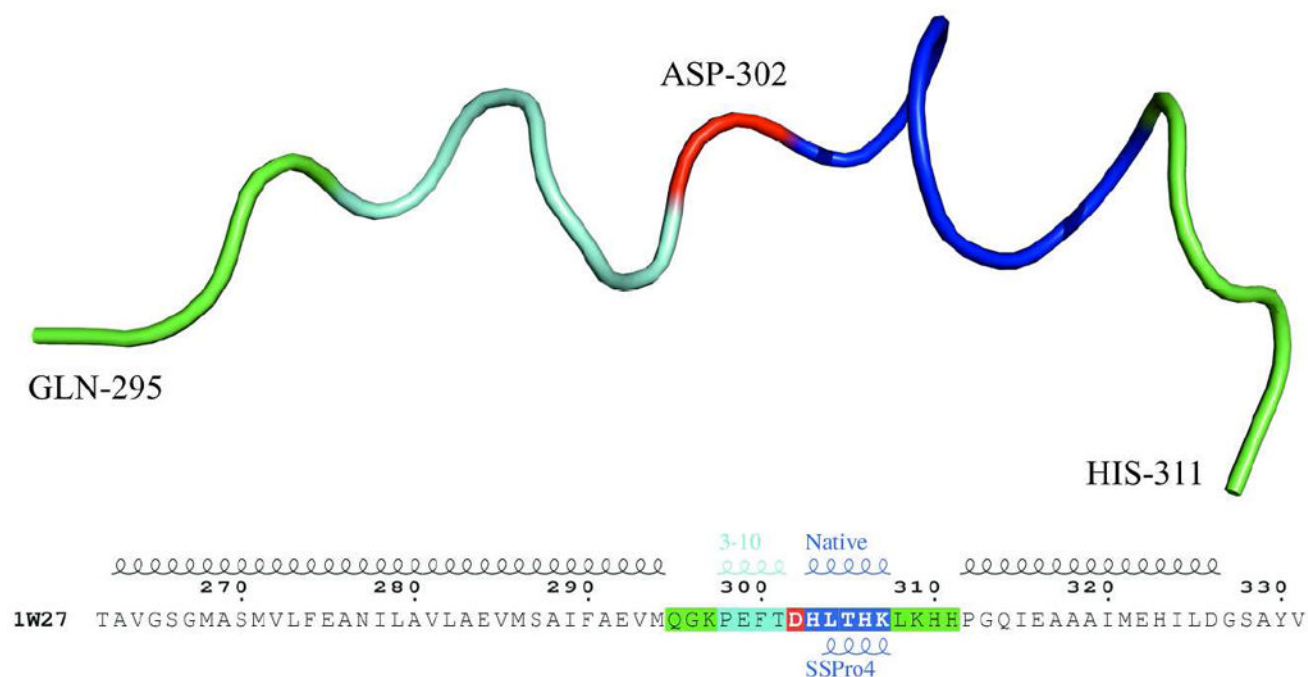 ASP-302
GLN-295
HIS-311
3-10 Native
270 280 290 300 310 320 330
1W27 TAVGSGMASMVLFEANILAVLAEVMSAIFAEVMQGKPEFTDHLTHKLKHHPGQIEAAAIMEHILDGSAYV
SSPro4